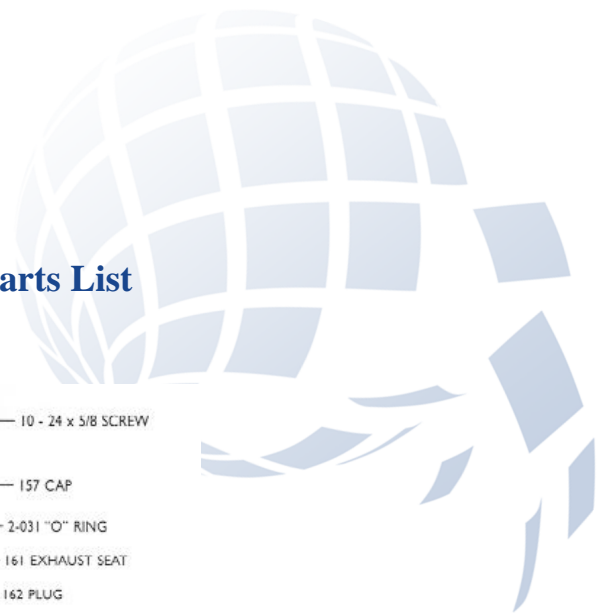 arts List
10 - 24 x 5/8 SCREW
157 CAP
2-031 "O" RING
161 EXHAUST SEAT
162 PLUG